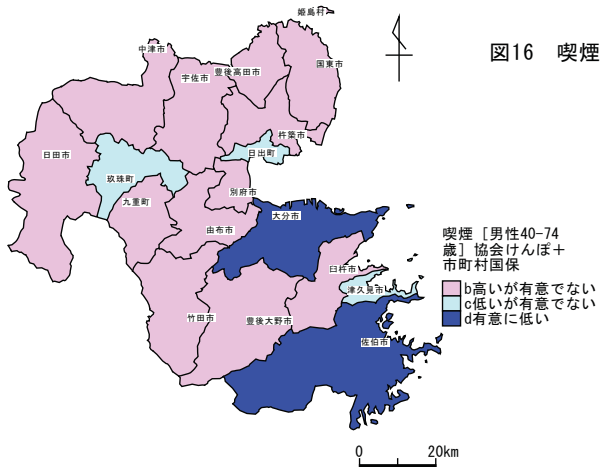 姫島村
図16 喫煙
中津市
宇佐市
豊後高田市
国東市
杵築市
日田市
日出町
玖珠町
別府市
九重町
大分市
由布市
喫煙［男性40-74
歳］協会けんぽ＋
市町村国保
b高いが有意でない
c低いが有意でない
d有意に低い
臼杵市
津久見市
竹田市
豊後大野市
佐伯市
0 20km